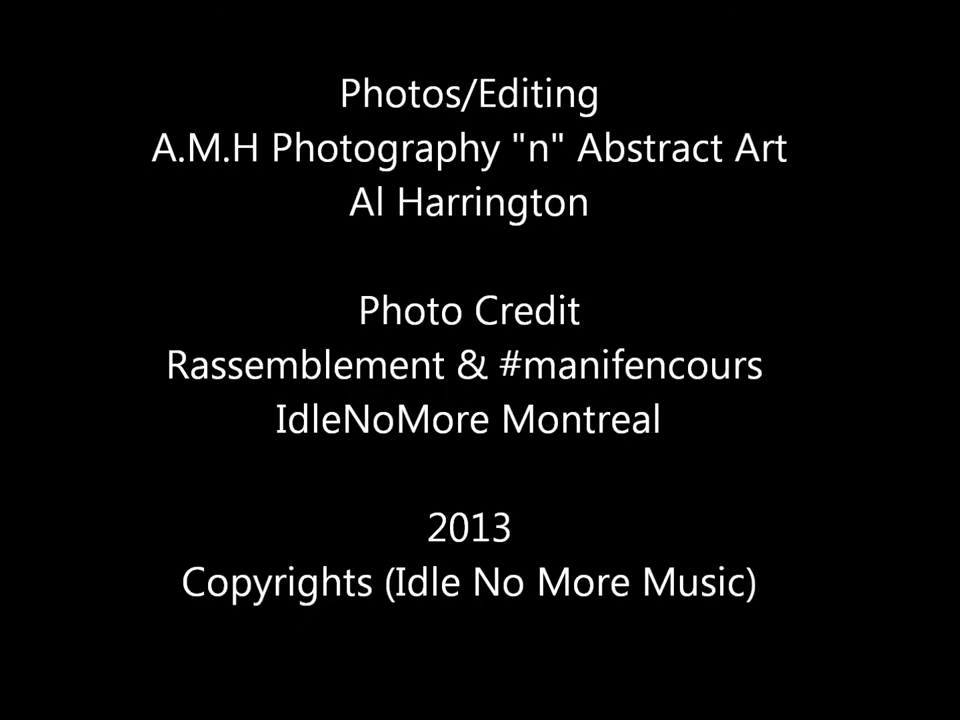 Photos/Editing
A.M.H Photography "n" Abstract Art
Al Harrington
Photo Credit
Rassemblement & #manifencours
IdleNoMore Montreal
2013
Copyrights (Idle No More Music)